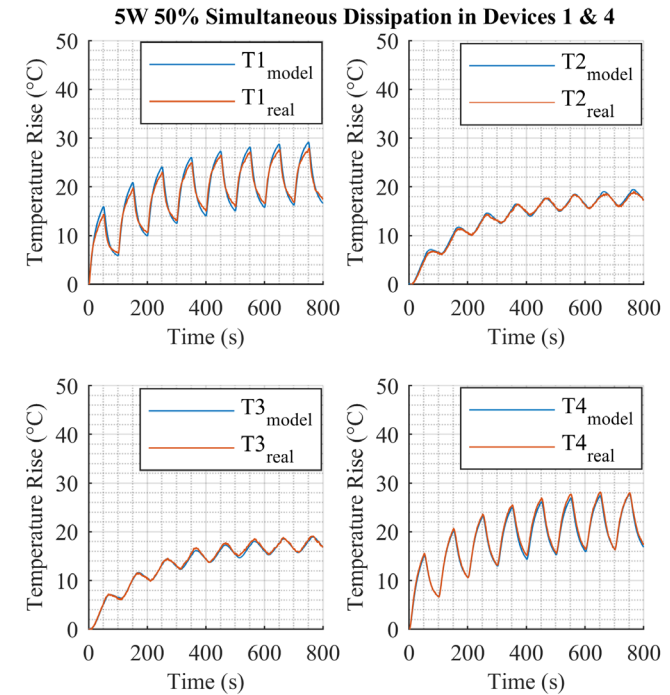 5W 50% Simultaneous Dissipation in Devices 1 & 4
50
40
30
20
10
0
Temperature Rise (°C)
T1model
T1real
0 200 400 600 800
Time (s)
50
40
30
20
10
0
Temperature Rise (°C)
T2model
T2real
0 200 400 600 800
Time (s)
50
40
30
20
10
0
Temperature Rise (°C)
T3model
T3real
0 200 400 600 800
Time (s)
50
40
30
20
10
0
Temperature Rise (°C)
T4model
T4real
0 200 400 600 800
Time (s)